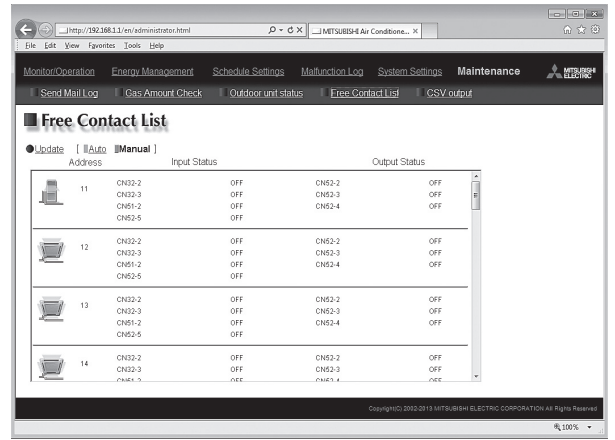 http://192.168.1.1/en/administrator.html
MITSUBISHI Air Conditione...
File Edit View Favorites Tools Help
Monitor/Operation Energy Management Schedule Settings Malfunction Log System Settings Maintenance MITSUBISHI ELECTRIC
Send Mail Log Gas Amount Check Outdoor unit status Free Contact List CSV output
Free Contact List
Update [ Auto Manual ]
Address Input Status Output Status
11 CN32-2 OFF CN52-2 OFF
CN32-3 OFF CN52-3 OFF
CN51-2 OFF CN52-4 OFF
CN52-5 OFF
12 CN32-2 OFF CN52-2 OFF
CN32-3 OFF CN52-3 OFF
CN51-2 OFF CN52-4 OFF
CN52-5 OFF
13 CN32-2 OFF CN52-2 OFF
CN32-3 OFF CN52-3 OFF
CN51-2 OFF CN52-4 OFF
CN52-5 OFF
14 CN32-2 OFF CN52-2 OFF
CN32-3 OFF CN52-3 OFF
CN51-2 OFF CN52-4 OFF
Copyright(C) 2002-2013 MITSUBISHI ELECTRIC CORPORATION All Rights Reserved
100%